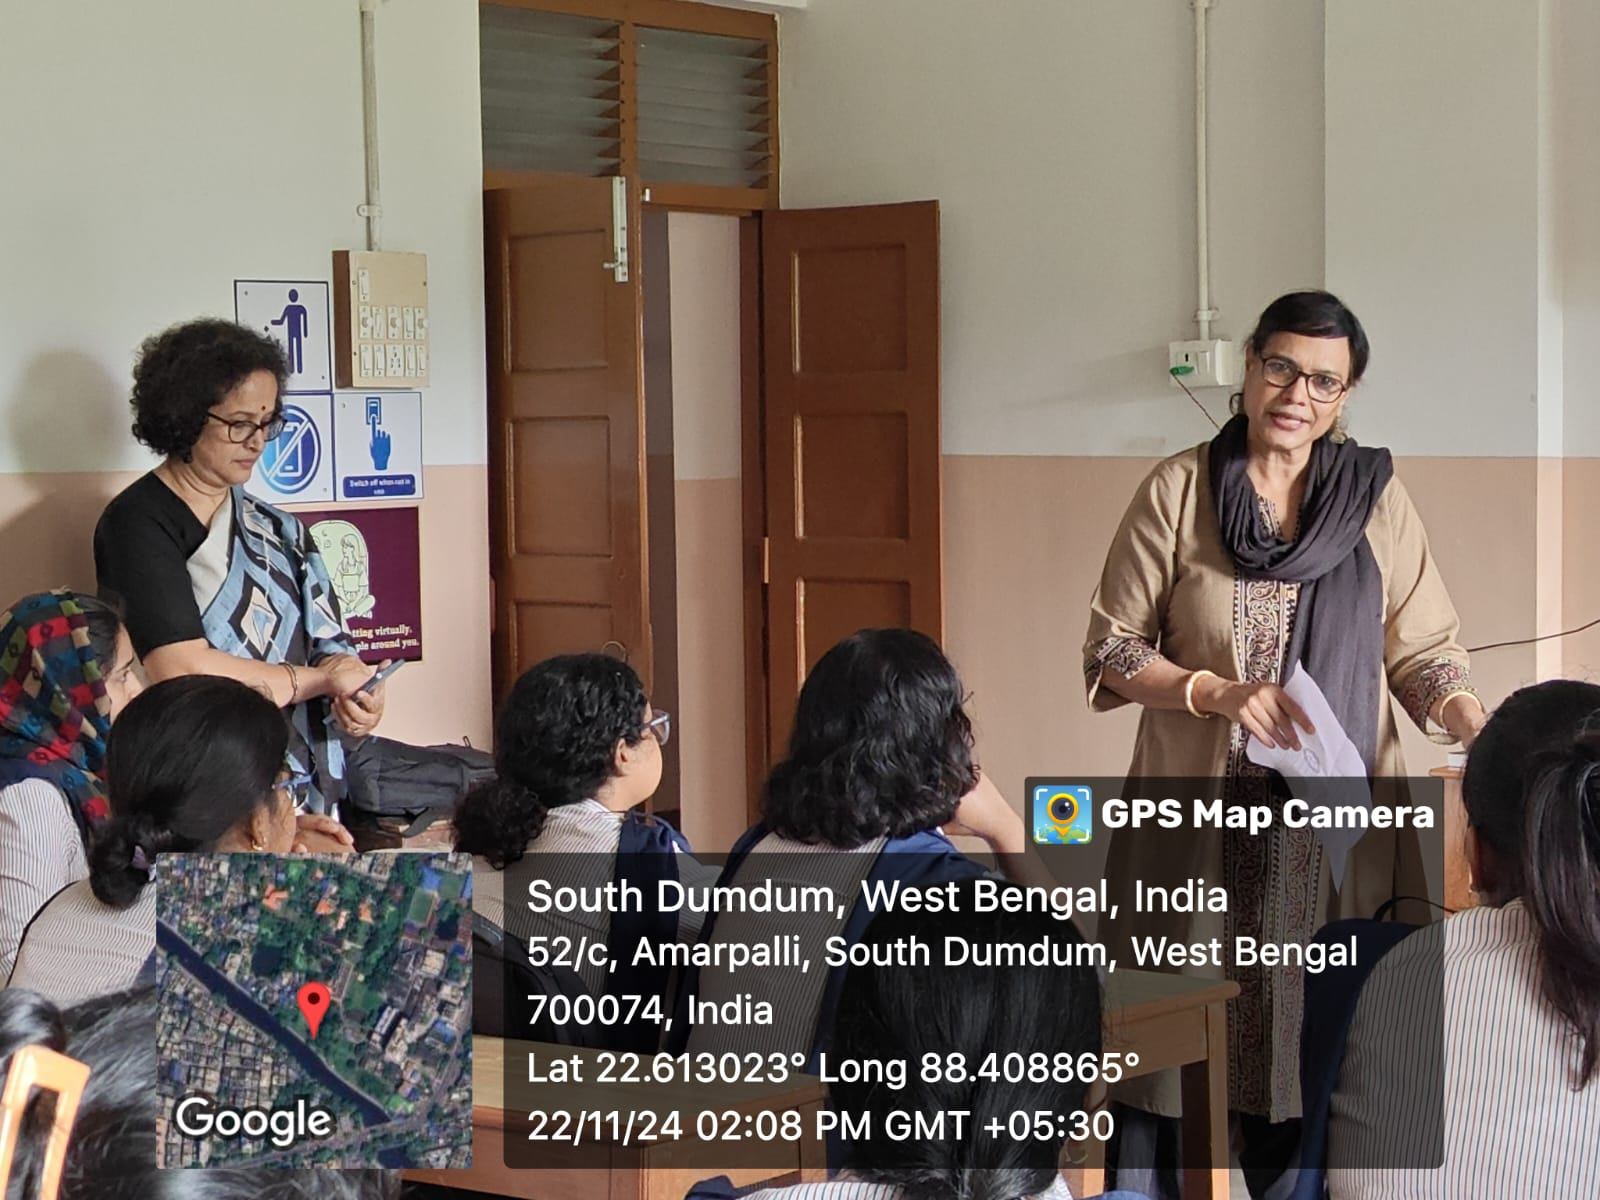 Switch off when not in use
tting virtually.
ple around you.
GPS Map Camera
South Dumdum, West Bengal, India
52/c, Amarpalli, South Dumdum, West Bengal
700074, India
Lat 22.613023° Long 88.408865°
22/11/24 02:08 PM GMT +05:30
Google